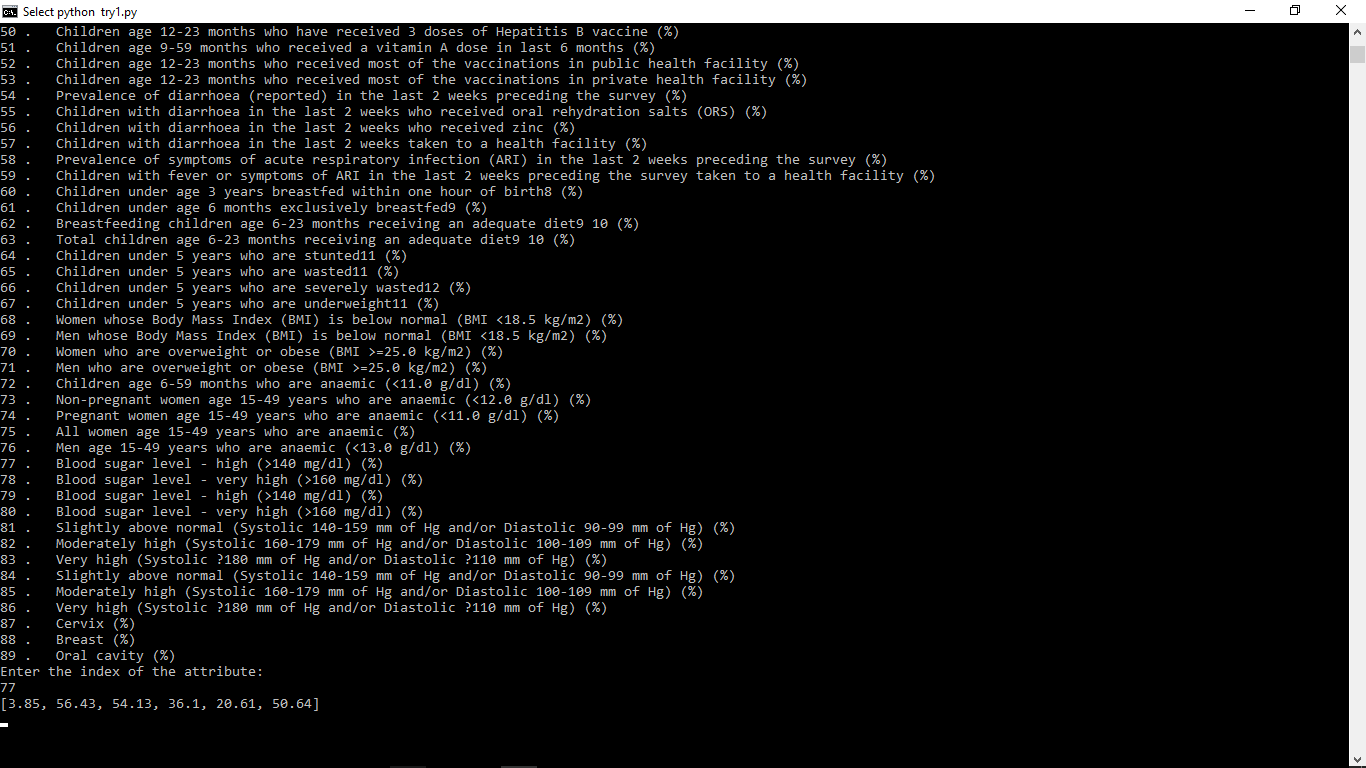 Select python  try1.py
50 .   Children age 12-23 months who have received 3 doses of Hepatitis B vaccine (%)
51 .   Children age 9-59 months who received a vitamin A dose in last 6 months (%)
52 .   Children age 12-23 months who received most of the vaccinations in public health facility (%)
53 .   Children age 12-23 months who received most of the vaccinations in private health facility (%)
54 .   Prevalence of diarrhoea (reported) in the last 2 weeks preceding the survey (%)
55 .   Children with diarrhoea in the last 2 weeks who received oral rehydration salts (ORS) (%)
56 .   Children with diarrhoea in the last 2 weeks who received zinc (%)
57 .   Children with diarrhoea in the last 2 weeks taken to a health facility (%)
58 .   Prevalence of symptoms of acute respiratory infection (ARI) in the last 2 weeks preceding the survey (%)
59 .   Children with fever or symptoms of ARI in the last 2 weeks preceding the survey taken to a health facility (%)
60 .   Children under age 3 years breastfed within one hour of birth8 (%)
61 .   Children under age 6 months exclusively breastfed9 (%)
62 .   Breastfeeding children age 6-23 months receiving an adequate diet9 10 (%)
63 .   Total children age 6-23 months receiving an adequate diet9 10 (%)
64 .   Children under 5 years who are stunted11 (%)
65 .   Children under 5 years who are wasted11 (%)
66 .   Children under 5 years who are severely wasted12 (%)
67 .   Children under 5 years who are underweight11 (%)
68 .   Women whose Body Mass Index (BMI) is below normal (BMI <18.5 kg/m2) (%)
69 .   Men whose Body Mass Index (BMI) is below normal (BMI <18.5 kg/m2) (%)
70 .   Women who are overweight or obese (BMI >=25.0 kg/m2) (%)
71 .   Men who are overweight or obese (BMI >=25.0 kg/m2) (%)
72 .   Children age 6-59 months who are anaemic (<11.0 g/dl) (%)
73 .   Non-pregnant women age 15-49 years who are anaemic (<12.0 g/dl) (%)
74 .   Pregnant women age 15-49 years who are anaemic (<11.0 g/dl) (%)
75 .   All women age 15-49 years who are anaemic (%)
76 .   Men age 15-49 years who are anaemic (<13.0 g/dl) (%)
77 .   Blood sugar level - high (>140 mg/dl) (%)
78 .   Blood sugar level - very high (>160 mg/dl) (%)
79 .   Blood sugar level - high (>140 mg/dl) (%)
80 .   Blood sugar level - very high (>160 mg/dl) (%)
81 .   Slightly above normal (Systolic 140-159 mm of Hg and/or Diastolic 90-99 mm of Hg) (%)
82 .   Moderately high (Systolic 160-179 mm of Hg and/or Diastolic 100-109 mm of Hg) (%)
83 .   Very high (Systolic ?180 mm of Hg and/or Diastolic ?110 mm of Hg) (%)
84 .   Slightly above normal (Systolic 140-159 mm of Hg and/or Diastolic 90-99 mm of Hg) (%)
85 .   Moderately high (Systolic 160-179 mm of Hg and/or Diastolic 100-109 mm of Hg) (%)
86 .   Very high (Systolic ?180 mm of Hg and/or Diastolic ?110 mm of Hg) (%)
87 .   Cervix (%)
88 .   Breast (%)
89 .   Oral cavity (%)
Enter the index of the attribute:
77
[3.85, 56.43, 54.13, 36.1, 20.61, 50.64]